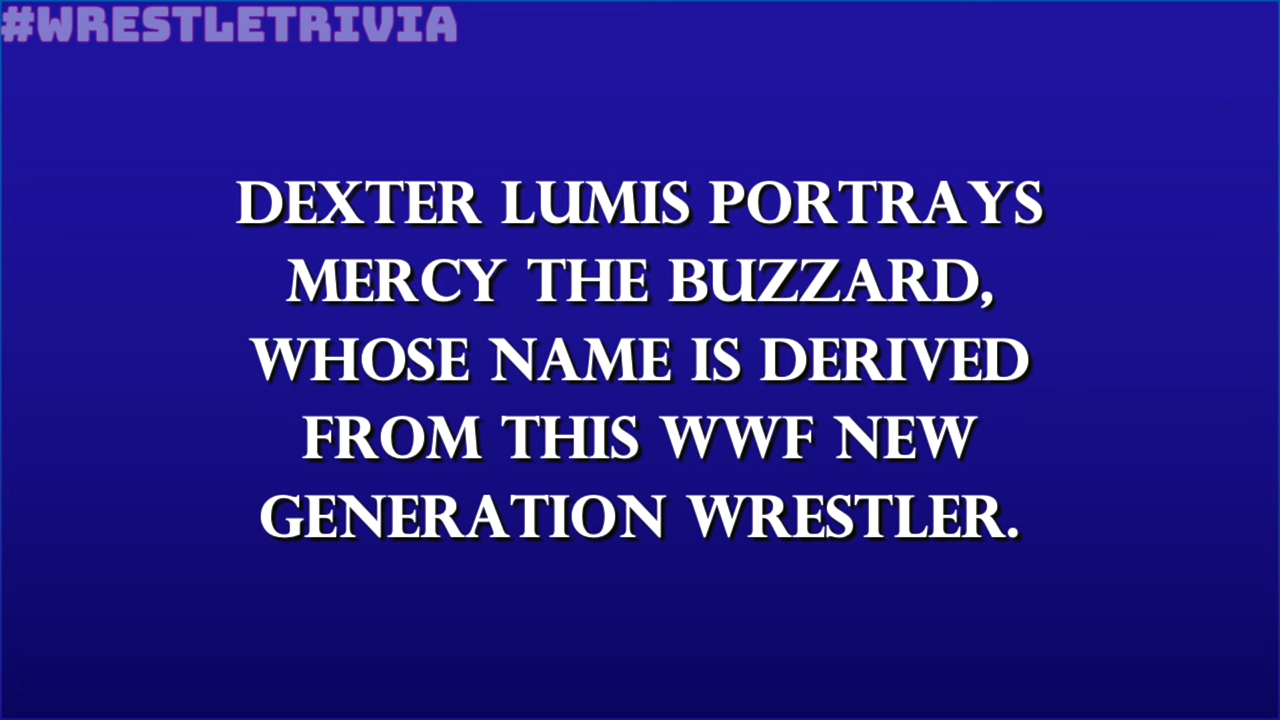 #WRESTLETRIVIA
DEXTER LUMIS PORTRAYS
MERCY THE BUZZARD,
WHOSE NAME IS DERIVED
FROM THIS WWF NEW
GENERATION WRESTLER.